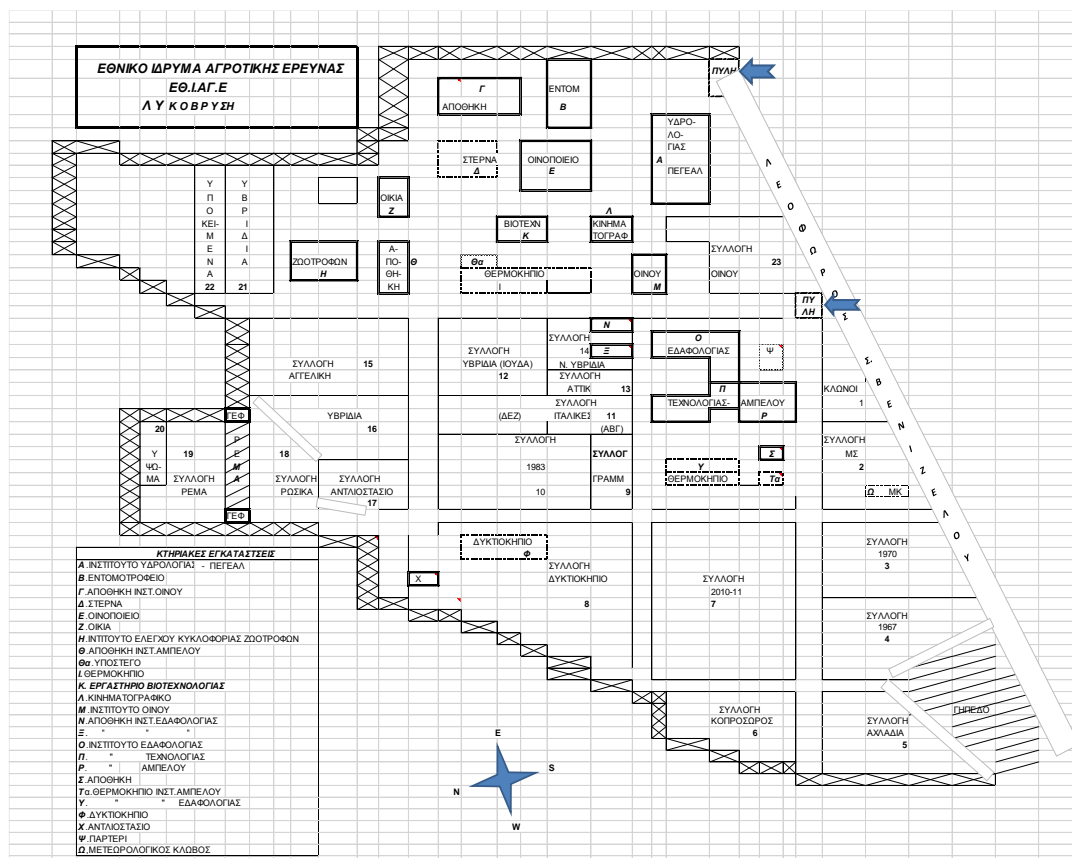 ΕΘΝΙΚΟ ΙΔΡΥΜΑ ΑΓΡΟΤΙΚΗΣ ΕΡΕΥΝΑΣ
ΕΘ.Ι.ΑΓ.Ε
Λ Υ Κ Ο Β Ρ Υ ΣΗ
Γ
ΑΠΟΘΗΚΗ
ΕΝΤΟΜ
Β
ΠΥΛΗ
ΥΔΡΟ-
ΛΟ-
ΓΙΑΣ
Α
ΠΕΓΕΑΛ
ΣΤΕΡΝΑ
Δ
ΟΙΝΟΠΟΙΕΙΟ
Ε
Υ Π Ο ΚΕΙ- Μ Ε Ν Α
22
Υ Β Ρ Ι Δ Ι Α
21
ΟΙΚΙΑ
Ζ
ΖΩΟΤΡΟΦΩΝ
Η
Α-
ΠΟ-
ΘΗ-
ΚΗ
Θ
ΒΙΟΤΕΧΝ
Κ
Λ
ΚΙΝΗΜΑ
ΤΟΓΡΑΦ
Θα
ΘΕΡΜΟΚΗΠΙΟ
Ι
ΟΙΝΟΥ
Μ
ΣΥΛΛΟΓΗ
23
ΟΙΝΟΥ
ΠΥ
ΛΗ
Λ Ε Ο Φ Ω Ρ Ο Σ Σ. Β Ε Ν Ι Ζ Ε Λ Ο Υ
ΣΥΛΛΟΓΗ 15
ΑΓΓΕΛΙΚΗ
ΣΥΛΛΟΓΗ
ΥΒΡΙΔΙΑ (ΙΟΥΔΑ)
12
Ν
ΣΥΛΛΟΓΗ
14
Ξ
Ν. ΥΒΡΙΔΙΑ
ΣΥΛΛΟΓΗ
ΑΤΤΙΚ 13
Ο
ΕΔΑΦΟΛΟΓΙΑΣ
Ψ
Π
ΤΕΧΝΟΛΟΓΙΑΣ- ΑΜΠΕΛΟΥ
Ρ
ΚΛΩΝΟΙ
1
ΓΕΦ
ΥΒΡΙΔΙΑ
16
(ΔΕΖ)
ΣΥΛΛΟΓΗ
ΙΤΑΛΙΚΕΣ 11
(ΑΒΓ)
20
Υ
ΨΩ-
ΜΑ
19
ΣΥΛΛΟΓΗ
ΡΕΜΑ
Ρ Ε Μ Α
18
ΣΥΛΛΟΓΗ
ΡΩΣΙΚΑ
ΣΥΛΛΟΓΗ
ΑΝΤΛΙΟΣΤΑΣΙΟ
17
ΣΥΛΛΟΓΗ
1983
10
ΣΥΛΛΟΓ
ΓΡΑΜΜ
9
Υ
ΘΕΡΜΟΚΗΠΙΟ
Σ
Τα
ΣΥΛΛΟΓΗ
ΜΣ
2
Ω ΜΚ
ΓΕΦ
ΔΥΚΤΙΟΚΗΠΙΟ
Φ
Χ
ΣΥΛΛΟΓΗ
ΔΥΚΤΙΟΚΗΠΙΟ
8
ΣΥΛΛΟΓΗ
2010-11
7
ΣΥΛΛΟΓΗ
1970
3
ΣΥΛΛΟΓΗ
1967
4
ΣΥΛΛΟΓΗ
ΚΟΠΡΟΣΩΡΟΣ
6
ΣΥΛΛΟΓΗ
ΑΧΛΑΔΙΑ
5
ΓΗΠΕΔΟ
E
S
N
W
ΚΤΗΡΙΑΚΕΣ ΕΓΚΑΤΑΣΤΣΕΙΣ
Α.ΙΝΣΤΙΤΟΥΤΟ ΥΔΡΟΛΟΓΙΑΣ - ΠΕΓΕΑΛ
Β.ΕΝΤΟΜΟΤΡΟΦΕΙΟ
Γ.ΑΠΟΘΗΚΗ ΙΝΣΤ.ΟΙΝΟΥ
Δ.ΣΤΕΡΝΑ
Ε.ΟΙΝΟΠΟΙΕΙΟ
Ζ.ΟΙΚΙΑ
Η.ΙΝΤΙΤΟΥΤΟ ΕΛΕΓΧΟΥ ΚΥΚΛΟΦΟΡΙΑΣ ΖΩΟΤΡΟΦΩΝ
Θ.ΑΠΟΘΗΚΗ ΙΝΣΤ.ΑΜΠΕΛΟΥ
Θα.ΥΠΟΣΤΕΓΟ
Ι.ΘΕΡΜΟΚΗΠΙΟ
Κ. ΕΡΓΑΣΤΗΡΙΟ ΒΙΟΤΕΧΝΟΛΟΓΙΑΣ
Λ.ΚΙΝΗΜΑΤΟΓΡΑΦΙΚΟ
Μ.ΙΝΣΤΙΤΟΥΤΟ ΟΙΝΟΥ
Ν.ΑΠΟΘΗΚΗ ΙΝΣΤ.ΕΔΑΦΟΛΟΓΙΑΣ
Ξ. " " "
Ο.ΙΝΣΤΙΤΟΥΤΟ ΕΔΑΦΟΛΟΓΙΑΣ
Π. " ΤΕΧΝΟΛΟΓΙΑΣ
Ρ. " ΑΜΠΕΛΟΥ
Σ.ΑΠΟΘΗΚΗ
Τα.ΘΕΡΜΟΚΗΠΙΟ ΙΝΣΤ.ΑΜΠΕΛΟΥ
Υ. " " ΕΔΑΦΟΛΟΓΙΑΣ
Φ.ΔΥΚΤΙΟΚΗΠΙΟ
Χ.ΑΝΤΛΙΟΣΤΑΣΙΟ
Ψ.ΠΑΡΤΕΡΙ
Ω.ΜΕΤΕΩΡΟΛΟΓΙΚΟΣ ΚΛΩΒΟΣ